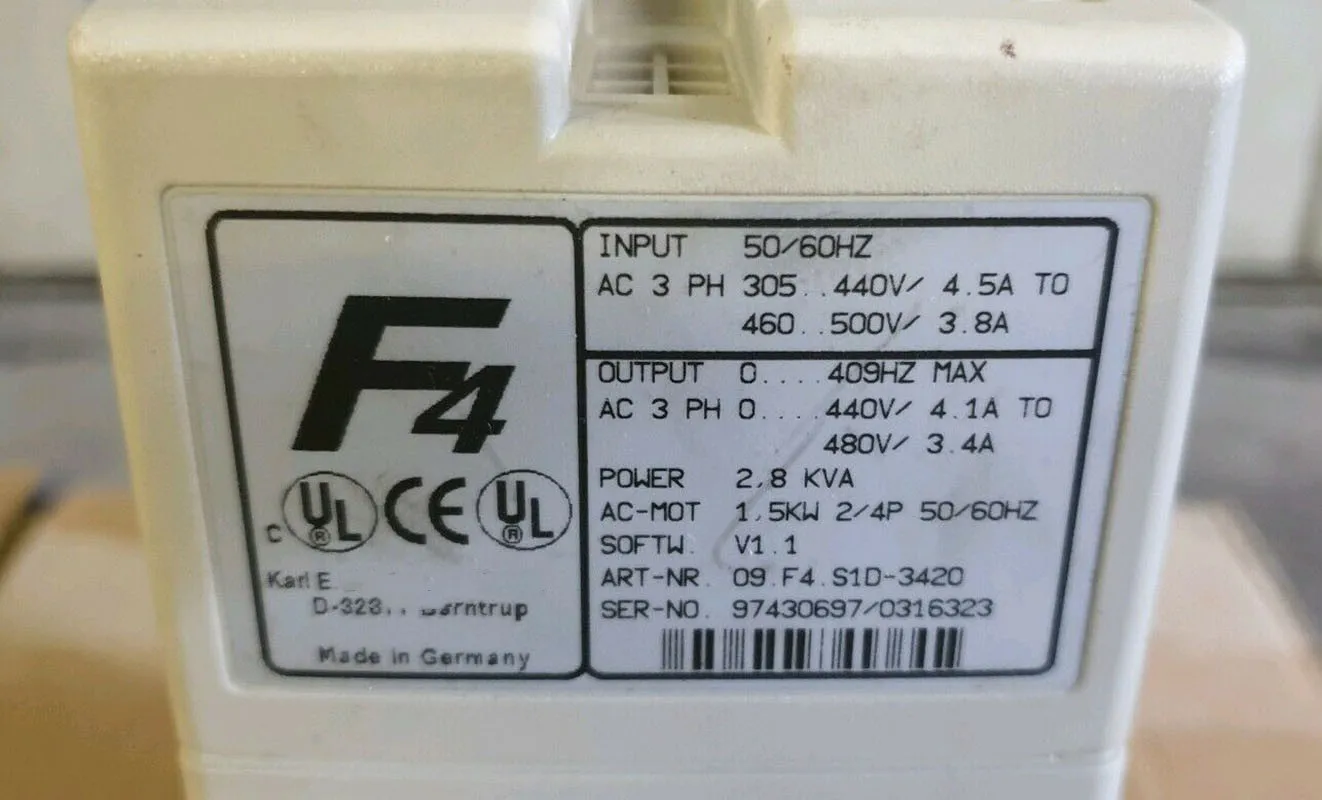 F4
C UL ® CE UL ®
Karl E.
Made in Germany
INPUT 50/60HZ
AC 3 PH 305..440V/ 4.5A TO
460..500V/ 3.8A
OUTPUT 0....409HZ MAX
AC 3 PH 0....440V/ 4.1A TO
480V/ 3.4A
POWER 2,8 KVA
AC-MOT 1,5KW 2/4P 50/60HZ
SOFTW. V1.1
ART-NR. 09.F4.S1D-3420
SER-NO. 97430697/0316323